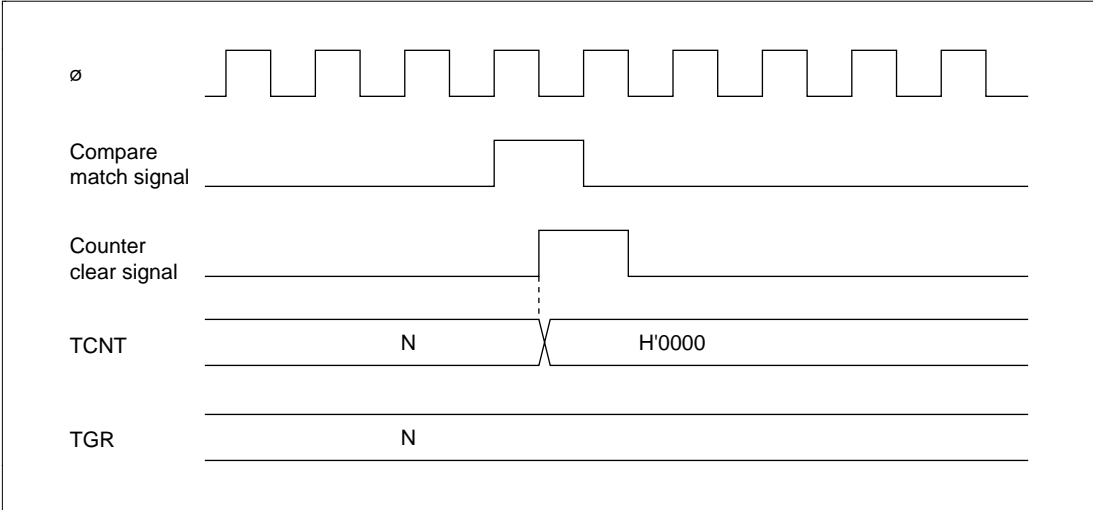 ø
Compare
match signal
Counter
clear signal
TCNT
N
H'0000
TGR
N